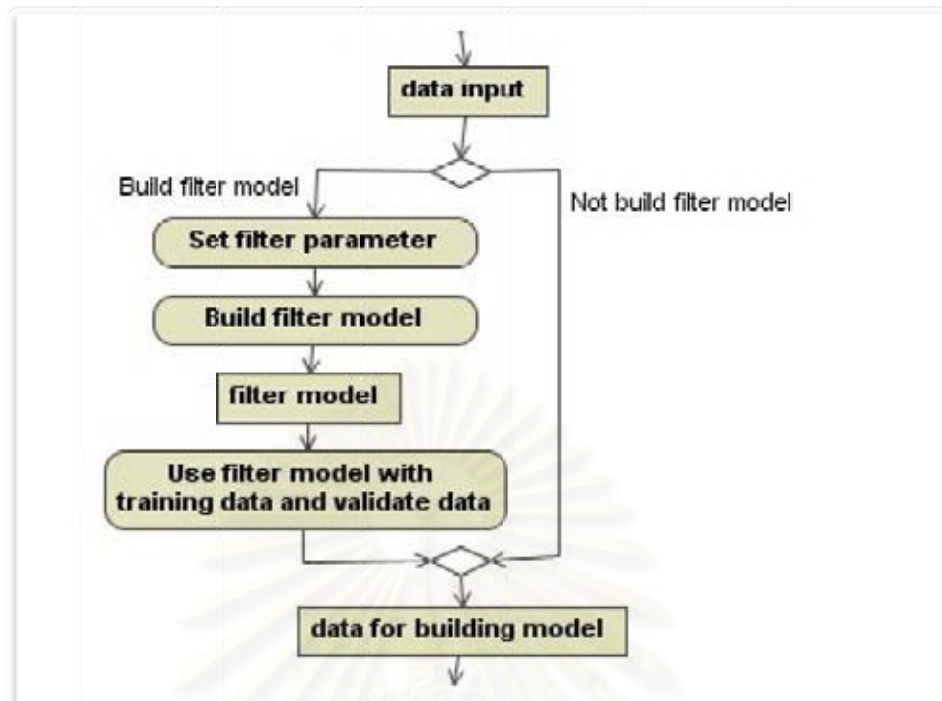 data input
Build filter model
Not build filter model
Set filter parameter
Build filter model
filter model
Use filter model with
training data and validate data
data for building model